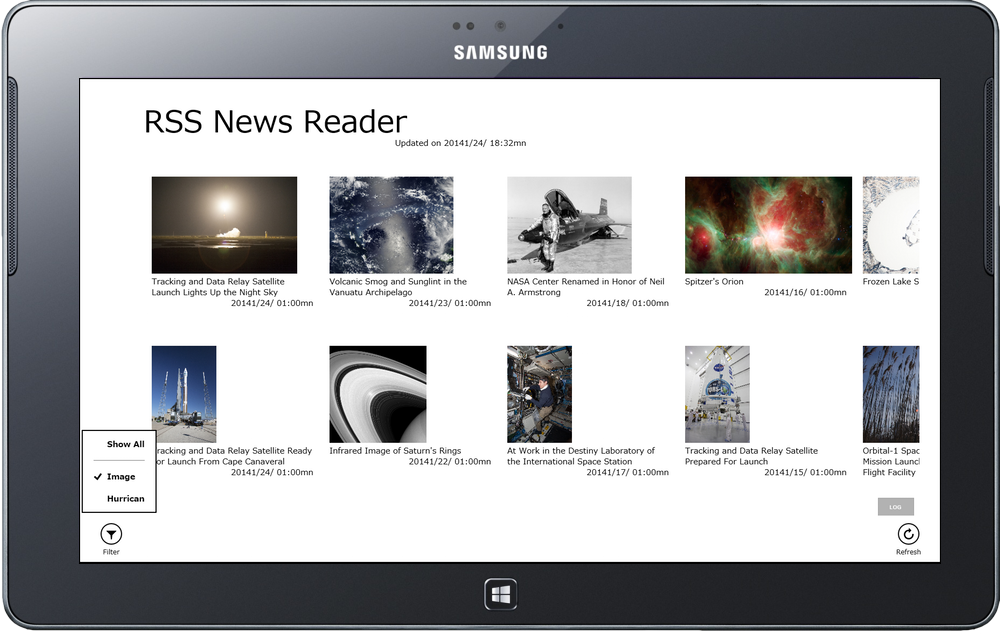 SAMSUNG
RSS News Reader
Updated on 20141/24/ 18:32mn
Tracking and Data Relay Satellite
Launch Lights Up the Night Sky
20141/24/ 01:00mn
Volcanic Smog and Sunglint in the
Vanuatu Archipelago
20141/23/ 01:00mn
NASA Center Renamed in Honor of Neil
A. Armstrong
20141/18/ 01:00mn
Spitzer's Orion
20141/16/ 01:00mn
Frozen Lake S
racking and Data Relay Satellite Ready
or Launch From Cape Canaveral
20141/24/ 01:00mn
Infrared Image of Saturn's Rings
20141/22/ 01:00mn
At Work in the Destiny Laboratory of
the International Space Station
20141/17/ 01:00mn
Tracking and Data Relay Satellite
Prepared For Launch
20141/15/ 01:00mn
Orbital-1 Spac
Mission Launc
Flight Facility
Show All
Image
Hurrican
LOG
Filter
Refresh